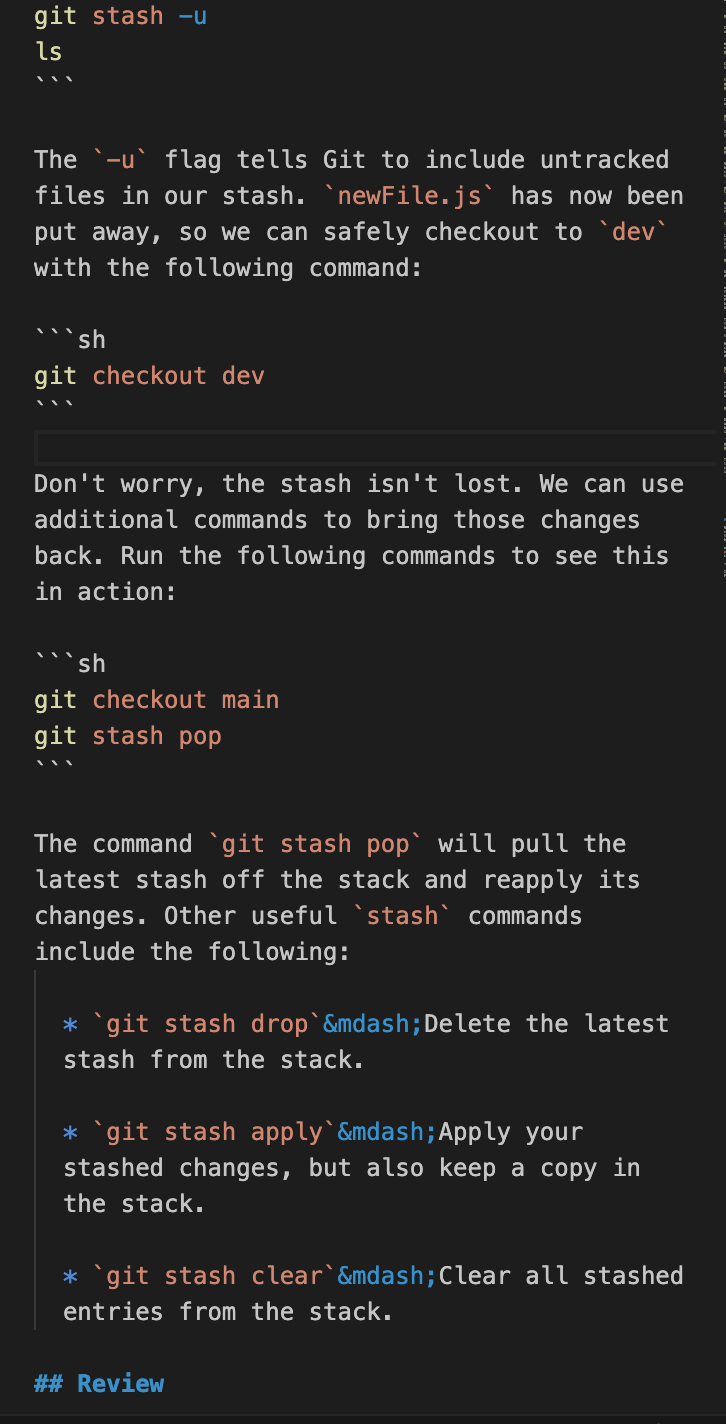 git stash -u
ls
```
The `-u` flag tells Git to include untracked
files in our stash. `newFile.js` has now been
put away, so we can safely checkout to `dev`
with the following command:
```sh
git checkout dev
```
Don't worry, the stash isn't lost. We can use
additional commands to bring those changes
back. Run the following commands to see this
in action:
```sh
git checkout main
git stash pop
```
The command `git stash pop` will pull the
latest stash off the stack and reapply its
changes. Other useful `stash` commands
include the following:
* `git stash drop`&mdash;Delete the latest
stash from the stack.
* `git stash apply`&mdash;Apply your
stashed changes, but also keep a copy in
the stack.
* `git stash clear`&mdash;Clear all stashed
entries from the stack.
## Review